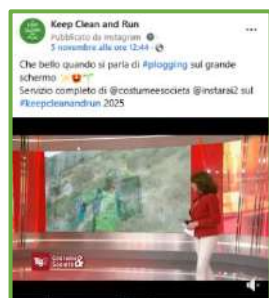 Keep Clean and Run
Pubblicato da Instagram
5 novembre alle ore 12:44
Che bello quando si parla di #plogging sul grande
schermo
Servizio completo di @costumeesocieta @instarai2 sul
#keepcleanandrun 2025
Tg2
Costume &
Società